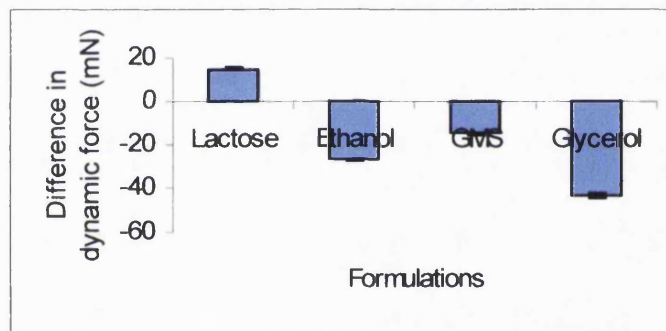 Difference in
dynamic force (mN)
20
0
-20
-40
-60
Lactose Ethanol GMS Glycerol
Formulations